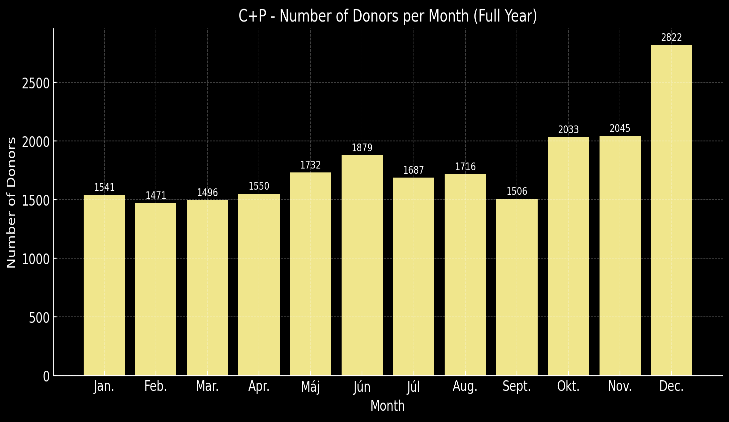 C+P - Number of Donors per Month (Full Year)
Number of Donors
2500
2000
1500
1000
500
0
1541
1471
1496
1550
1732
1879
1687
1716
1506
2033
2045
2822
Jan.
Feb.
Mar.
Apr.
Máj
Jún
Júl
Aug.
Sept.
Okt.
Nov.
Dec.
Month